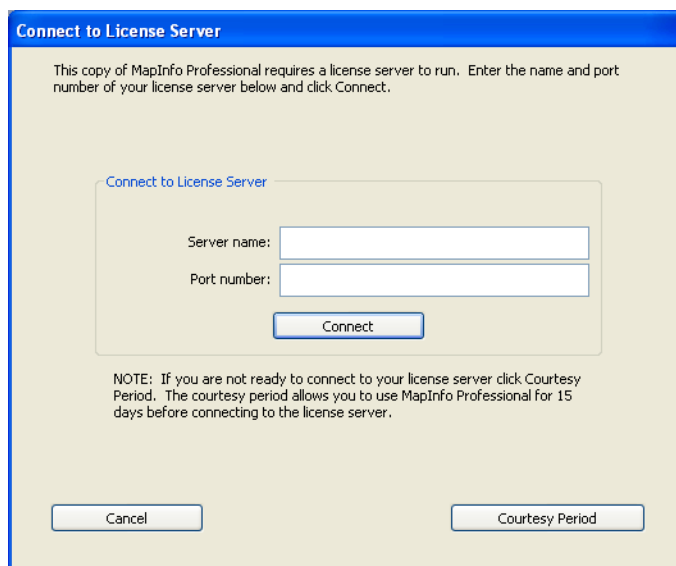 Connect to License Server
This copy of MapInfo Professional requires a license server to run.  Enter the name and port
number of your license server below and click Connect.
Connect to License Server
Server name:
Port number:
Connect
NOTE:  If you are not ready to connect to your license server click Courtesy
Period.  The courtesy period allows you to use MapInfo Professional for 15
days before connecting to the license server.
Cancel
Courtesy Period